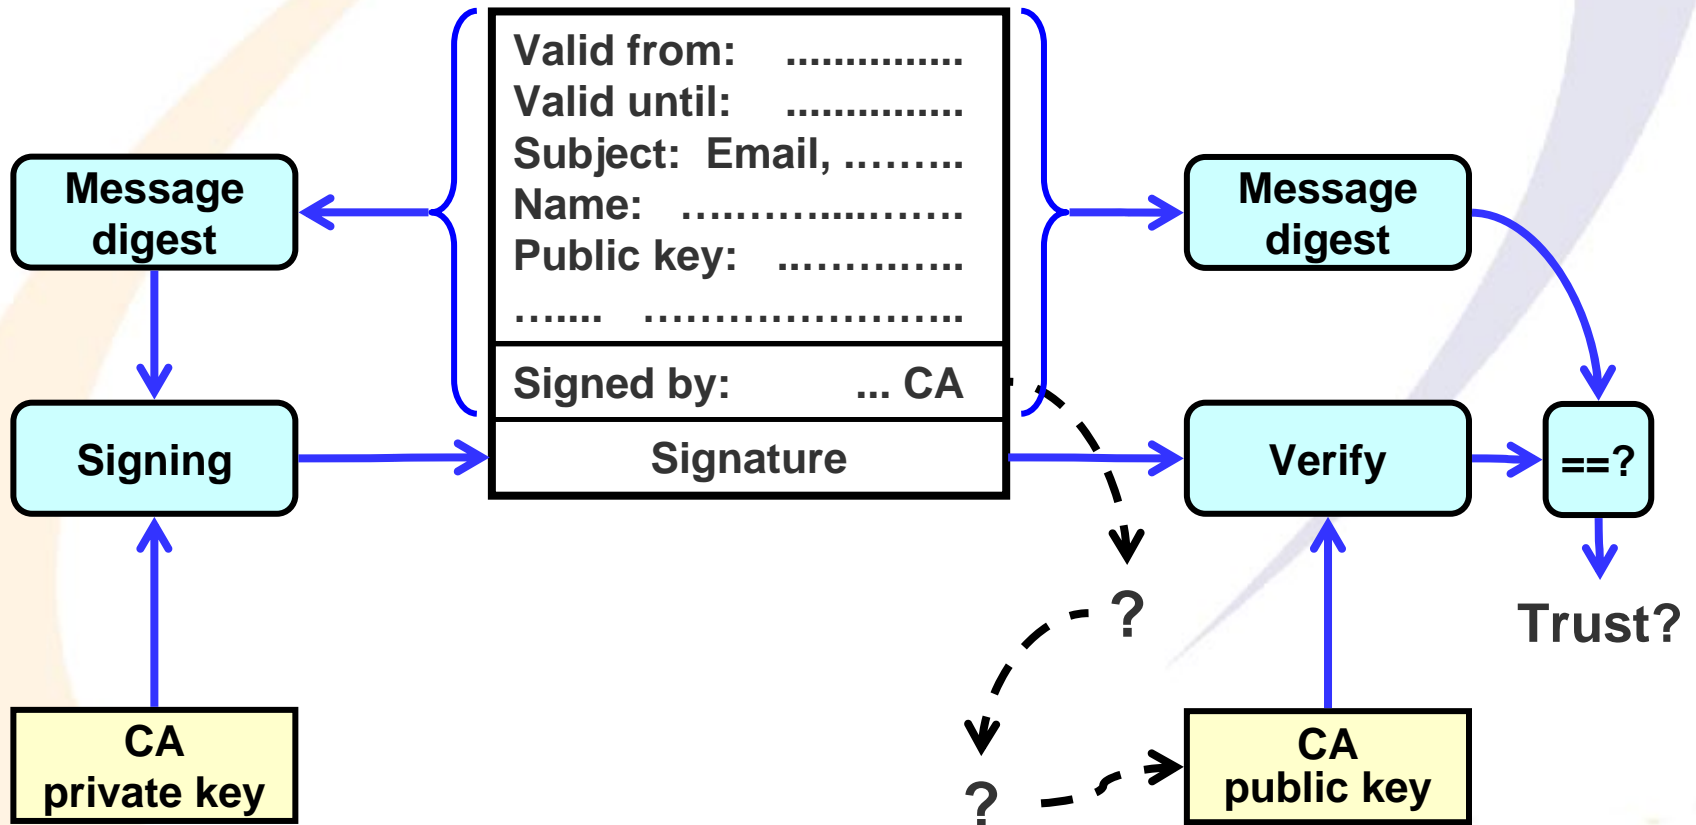 Valid from: ...............
Valid until: ...............
Subject: Email, .…….…
Name: …..……....…….
Public key: ..…….…..
…..... ……………………..
Signed by: ... CA
Signature
Message
digest
Signing
CA
private key
Message
digest
Verify
==?
Trust?
?
?
CA
public key